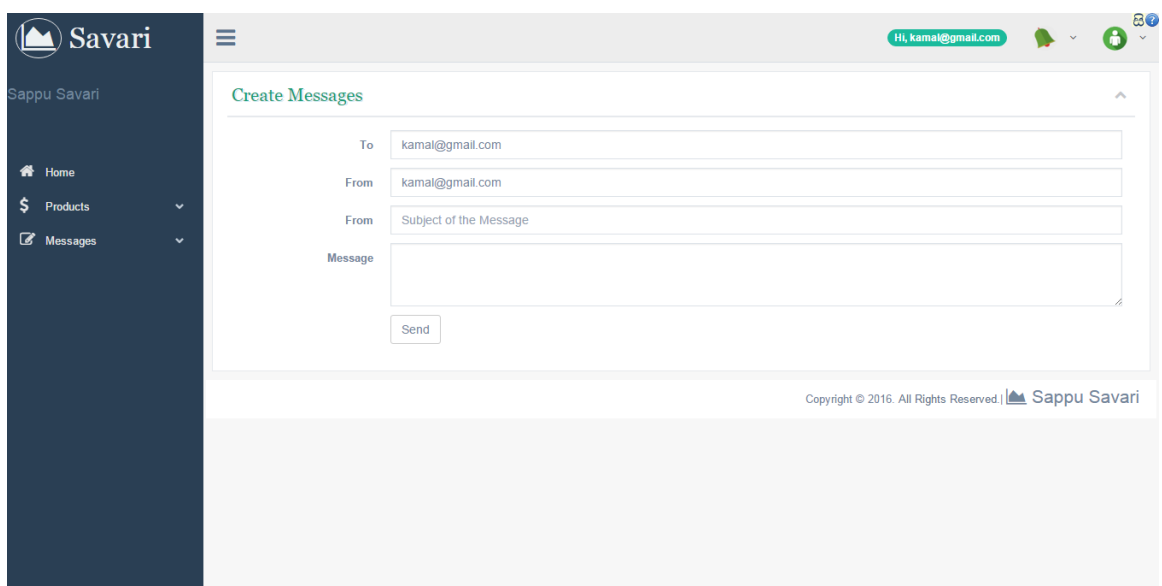 Savari
Hi, kamal@gmail.com
Sappu Savari
Home
Products
Messages
Create Messages
To kamal@gmail.com
From kamal@gmail.com
From Subject of the Message
Message
Send
Copyright © 2016. All Rights Reserved.| Sappu Savari